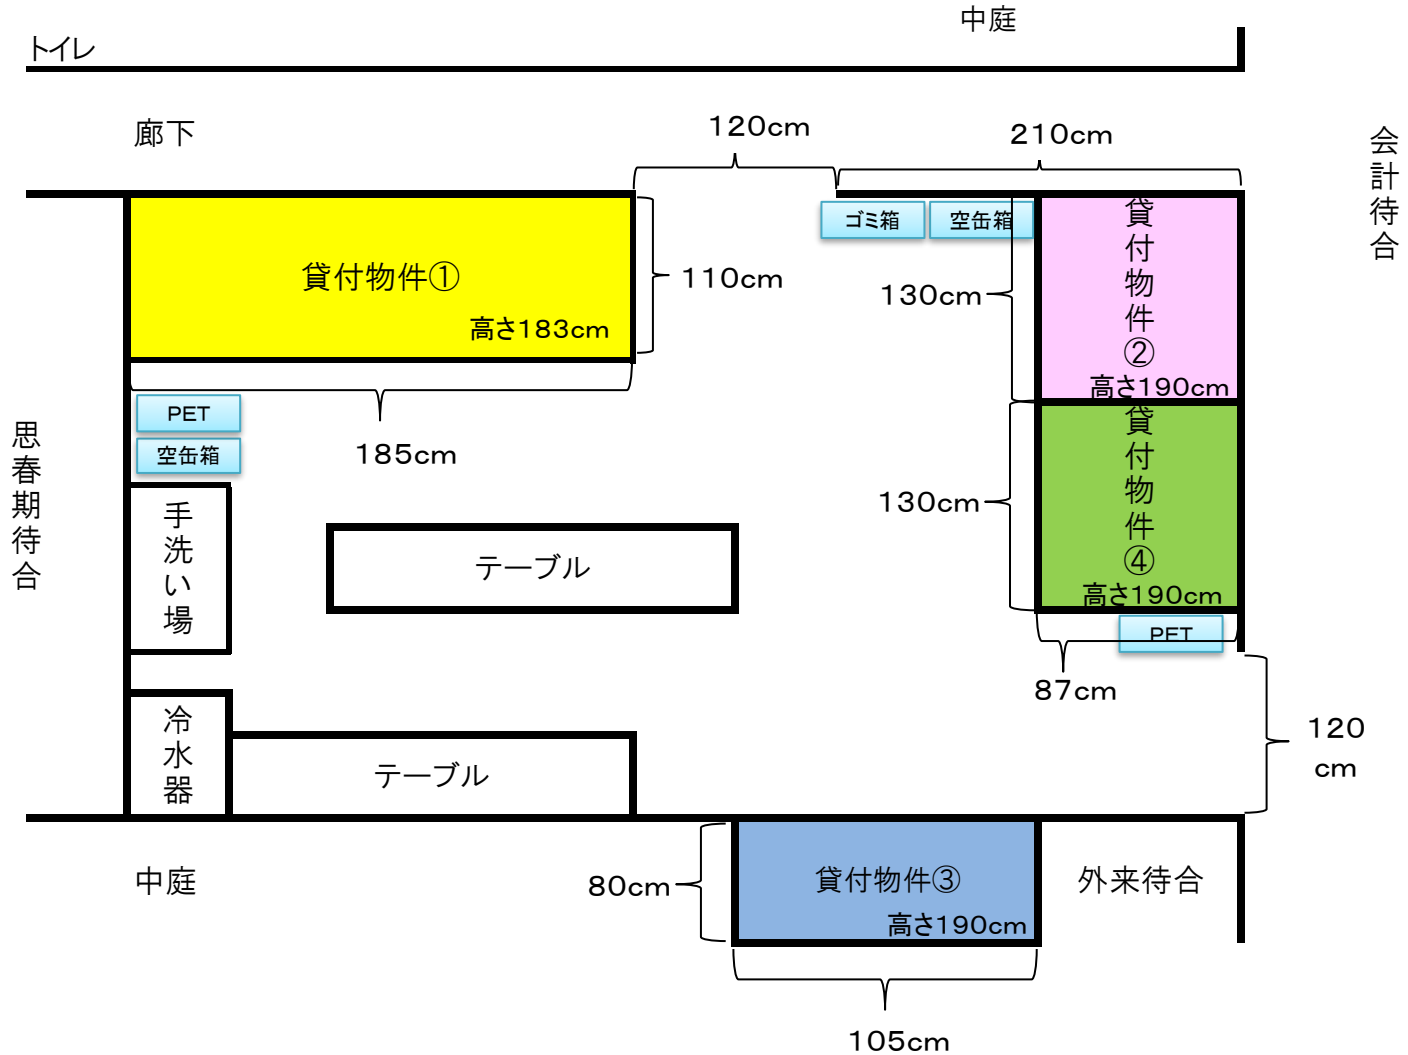 中庭
トイレ
廊下
120cm
210cm
会計待合
ゴミ箱
空缶箱
貸付物件①
高さ183cm
110cm
130cm
貸付物件②
高さ190cm
PET
空缶箱
185cm
思春期待合
手洗い場
テーブル
130cm
貸付物件④
高さ190cm
PET
87cm
冷水器
テーブル
120
cm
中庭
80cm
貸付物件③
高さ190cm
外来待合
105cm